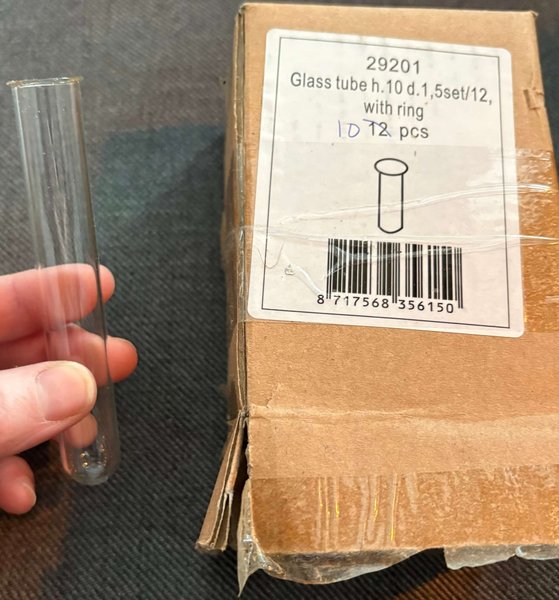 29201
Glass tube h.10 d.1,5set/12,
with ring
10 12 pcs
8 717568 356150